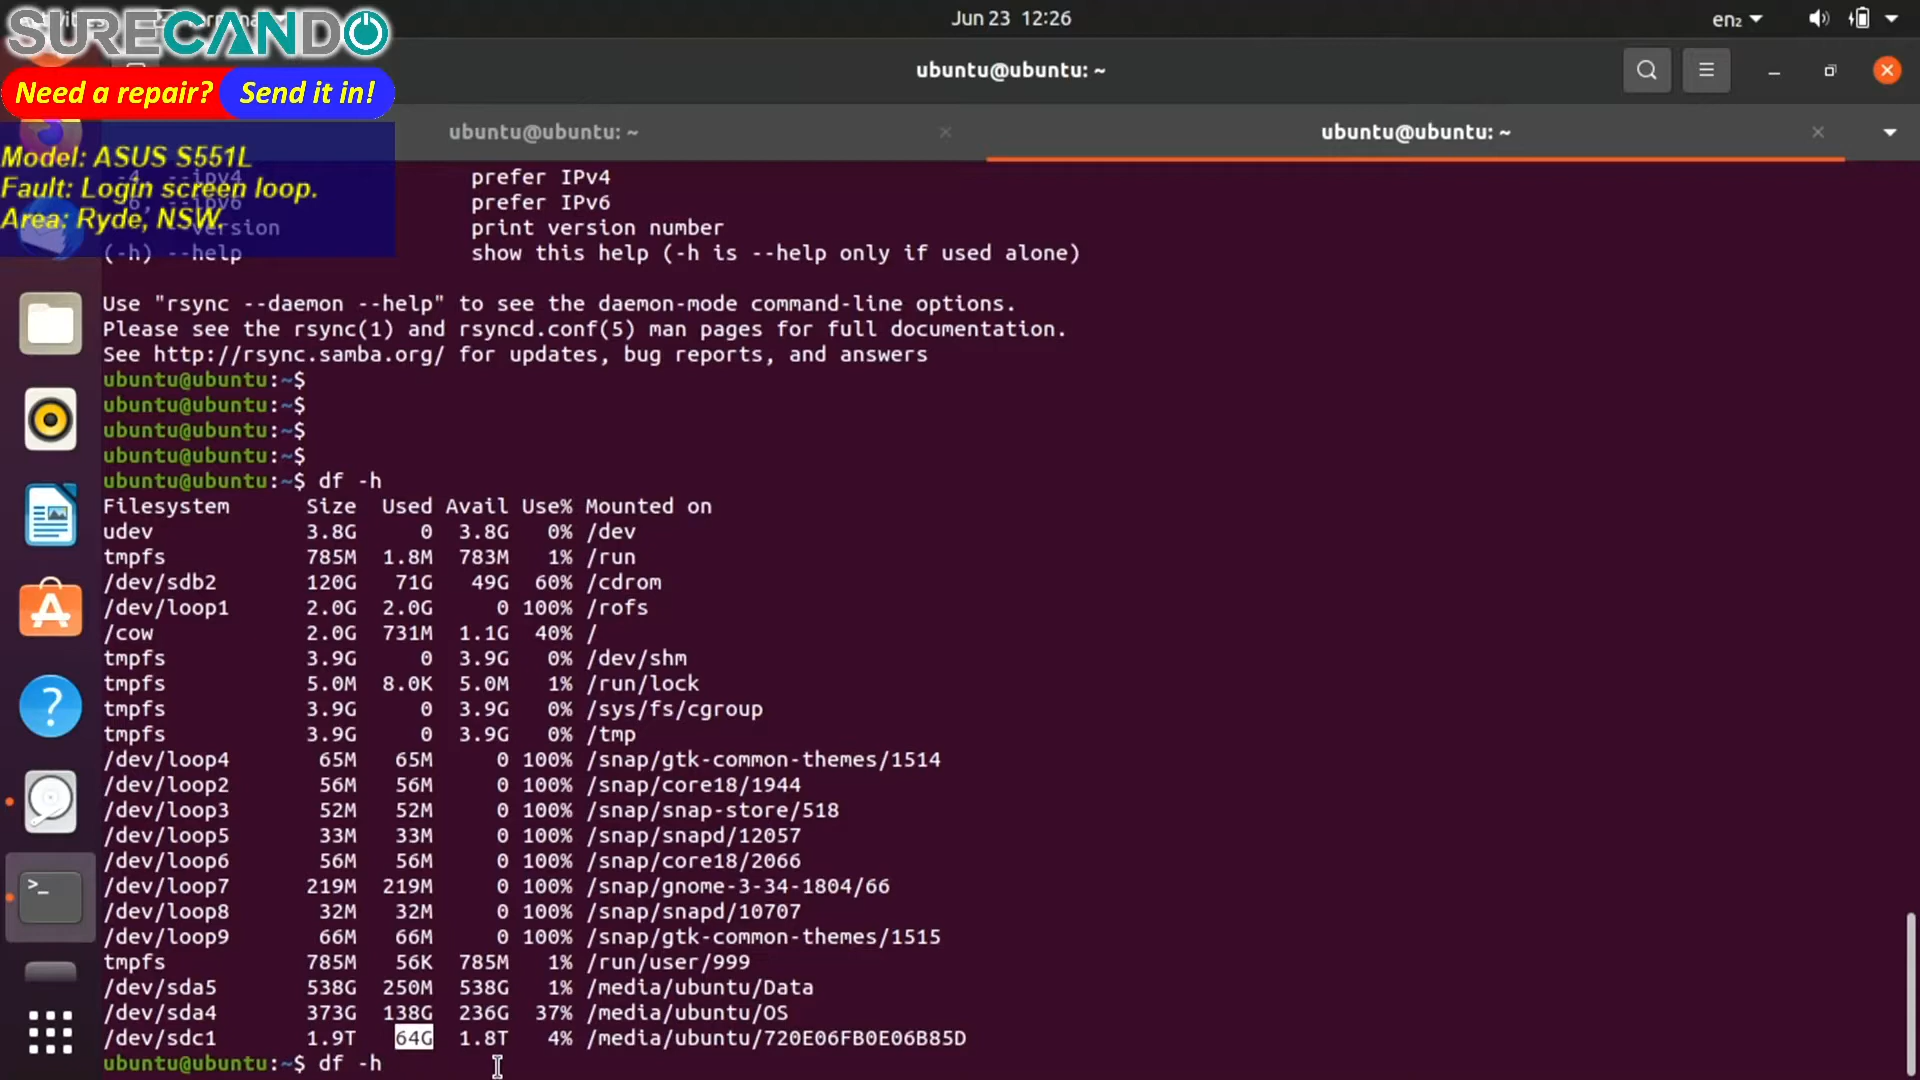 Jun 23 12:26
en₂
SURECANDO
ubuntu@ubuntu: ~
Need a repair? Send it in!
ubuntu@ubuntu: ~ ubuntu@ubuntu: ~
Model: ASUS S551L
Fault: Login screen loop.
Area: Ryde, NSW.
-4, --ipv4 prefer IPv4
-6, --ipv6 prefer IPv6
--version print version number
(-h) --help show this help (-h is --help only if used alone)
Use "rsync --daemon --help" to see the daemon-mode command-line options.
Please see the rsync(1) and rsyncd.conf(5) man pages for full documentation.
See http://rsync.samba.org/ for updates, bug reports, and answers
ubuntu@ubuntu:~$
ubuntu@ubuntu:~$
ubuntu@ubuntu:~$
ubuntu@ubuntu:~$
ubuntu@ubuntu:~$ df -h
Filesystem Size Used Avail Use% Mounted on
udev 3.8G 0 3.8G 0% /dev
tmpfs 785M 1.8M 783M 1% /run
/dev/sdb2 120G 71G 49G 60% /cdrom
/dev/loop1 2.0G 2.0G 0 100% /rofs
/cow 2.0G 731M 1.1G 40% /
tmpfs 3.9G 0 3.9G 0% /dev/shm
tmpfs 5.0M 8.0K 5.0M 1% /run/lock
tmpfs 3.9G 0 3.9G 0% /sys/fs/cgroup
tmpfs 3.9G 0 3.9G 0% /tmp
/dev/loop4 65M 65M 0 100% /snap/gtk-common-themes/1514
/dev/loop2 56M 56M 0 100% /snap/core18/1944
/dev/loop3 52M 52M 0 100% /snap/snap-store/518
/dev/loop5 33M 33M 0 100% /snap/snapd/12057
/dev/loop6 56M 56M 0 100% /snap/core18/2066
/dev/loop7 219M 219M 0 100% /snap/gnome-3-34-1804/66
/dev/loop8 32M 32M 0 100% /snap/snapd/10707
/dev/loop9 66M 66M 0 100% /snap/gtk-common-themes/1515
tmpfs 785M 56K 785M 1% /run/user/999
/dev/sda5 538G 250M 538G 1% /media/ubuntu/Data
/dev/sda4 373G 138G 236G 37% /media/ubuntu/OS
/dev/sdc1 1.9T 64G 1.8T 4% /media/ubuntu/720E06FB0E06B85D
ubuntu@ubuntu:~$ df -h